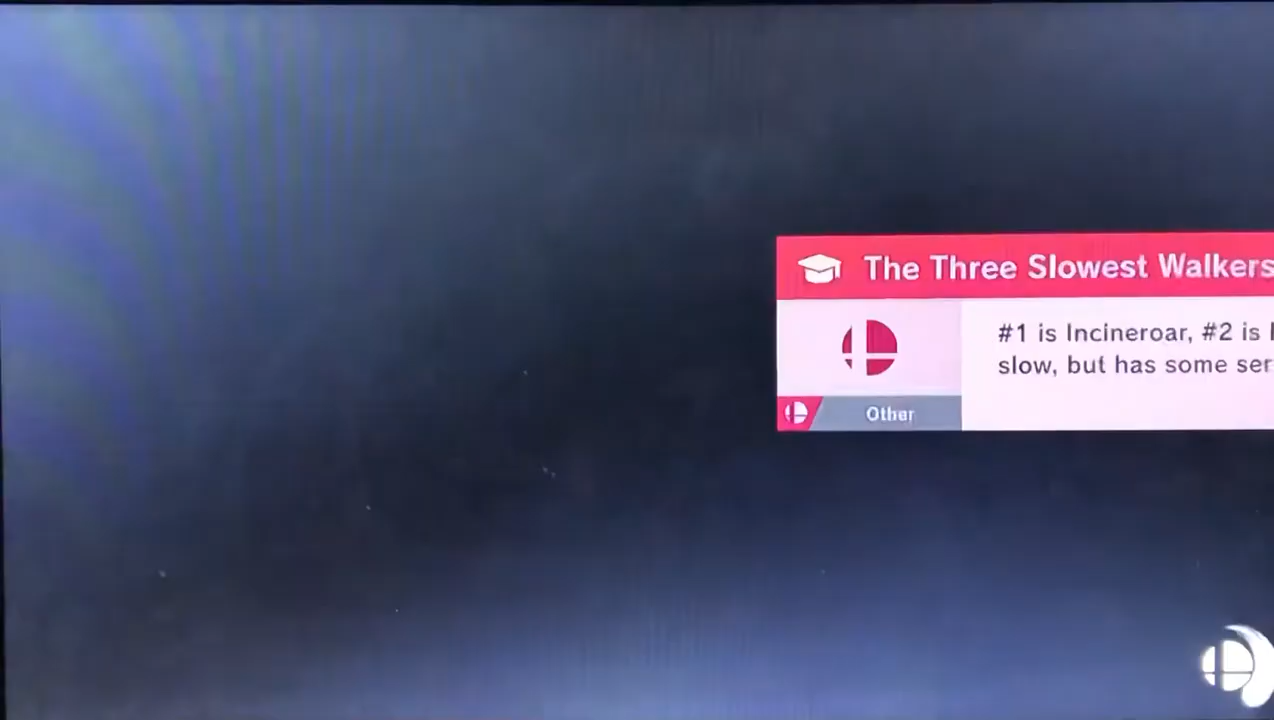 The Three Slowest Walkers
#1 is Incineroar, #2 is
slow, but has some
Other